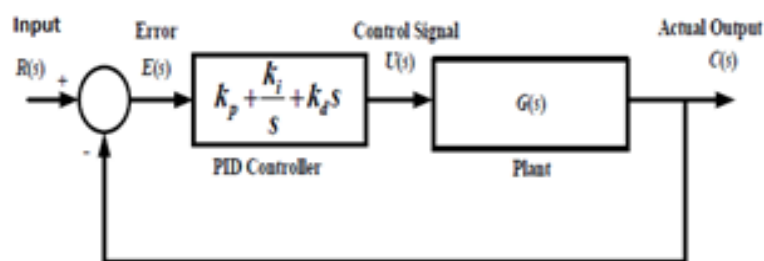 Input
Error
Control Signal
Actual Output
R(s)
+
E(s)
k_p + k_i/s + k_d s
U(s)
G(s)
C(s)
-
PID Controller
Plant